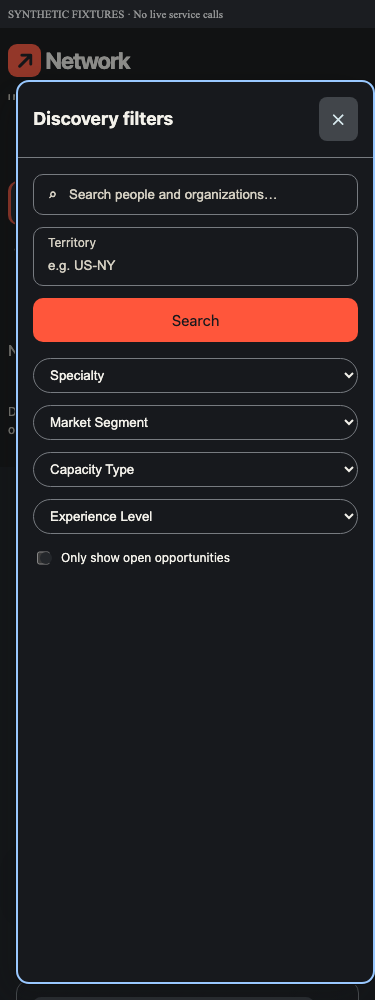 SYNTHETIC FIXTURES · No live service calls
Network
Discovery filters
Search people and organizations...
Territory
e.g. US-NY
Search
Specialty
Market Segment
Capacity Type
Experience Level
Only show open opportunities